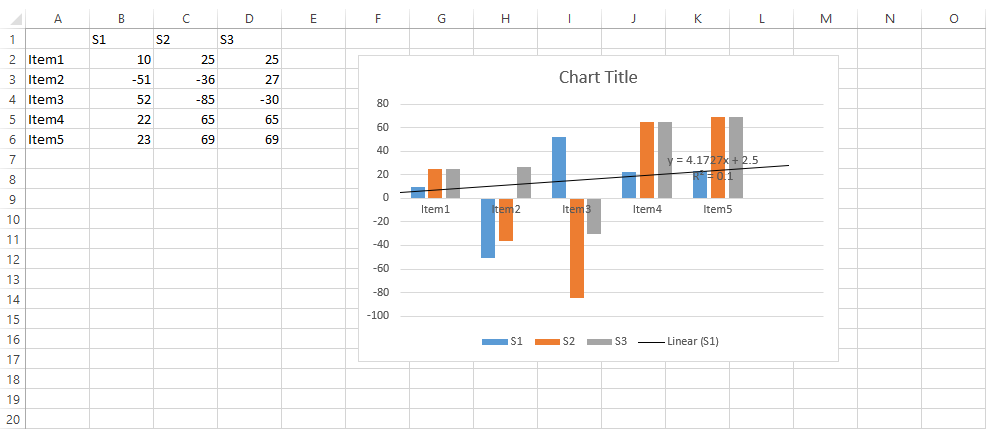 A B C D E F G H I J K L M N O
1 S1 S2 S3
2 Item1 10 25 25
3 Item2 -51 -36 27
4 Item3 52 -85 -30
5 Item4 22 65 65
6 Item5 23 69 69
7
8
9
10
11
12
13
14
15
16
17
18
19
20
Chart Title
80
60
40
20
0
-20
-40
-60
-80
-100
y = 4.1727x + 2.5
R² = 0.1
Item1 Item2 Item3 Item4 Item5
S1 S2 S3 Linear (S1)